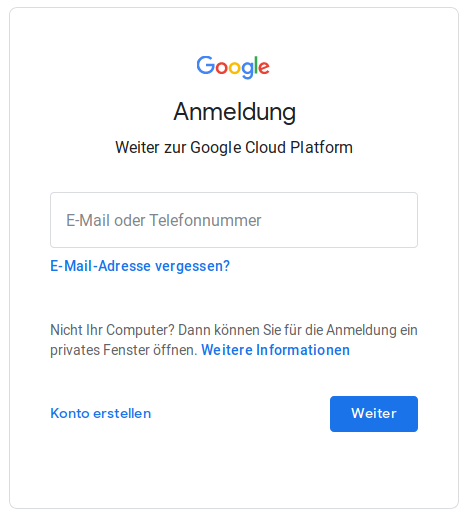 Google
Anmeldung
Weiter zur Google Cloud Platform
E-Mail oder Telefonnummer
E-Mail-Adresse vergessen?
Nicht Ihr Computer? Dann können Sie für die Anmeldung ein
privates Fenster öffnen. Weitere Informationen
Konto erstellen
Weiter